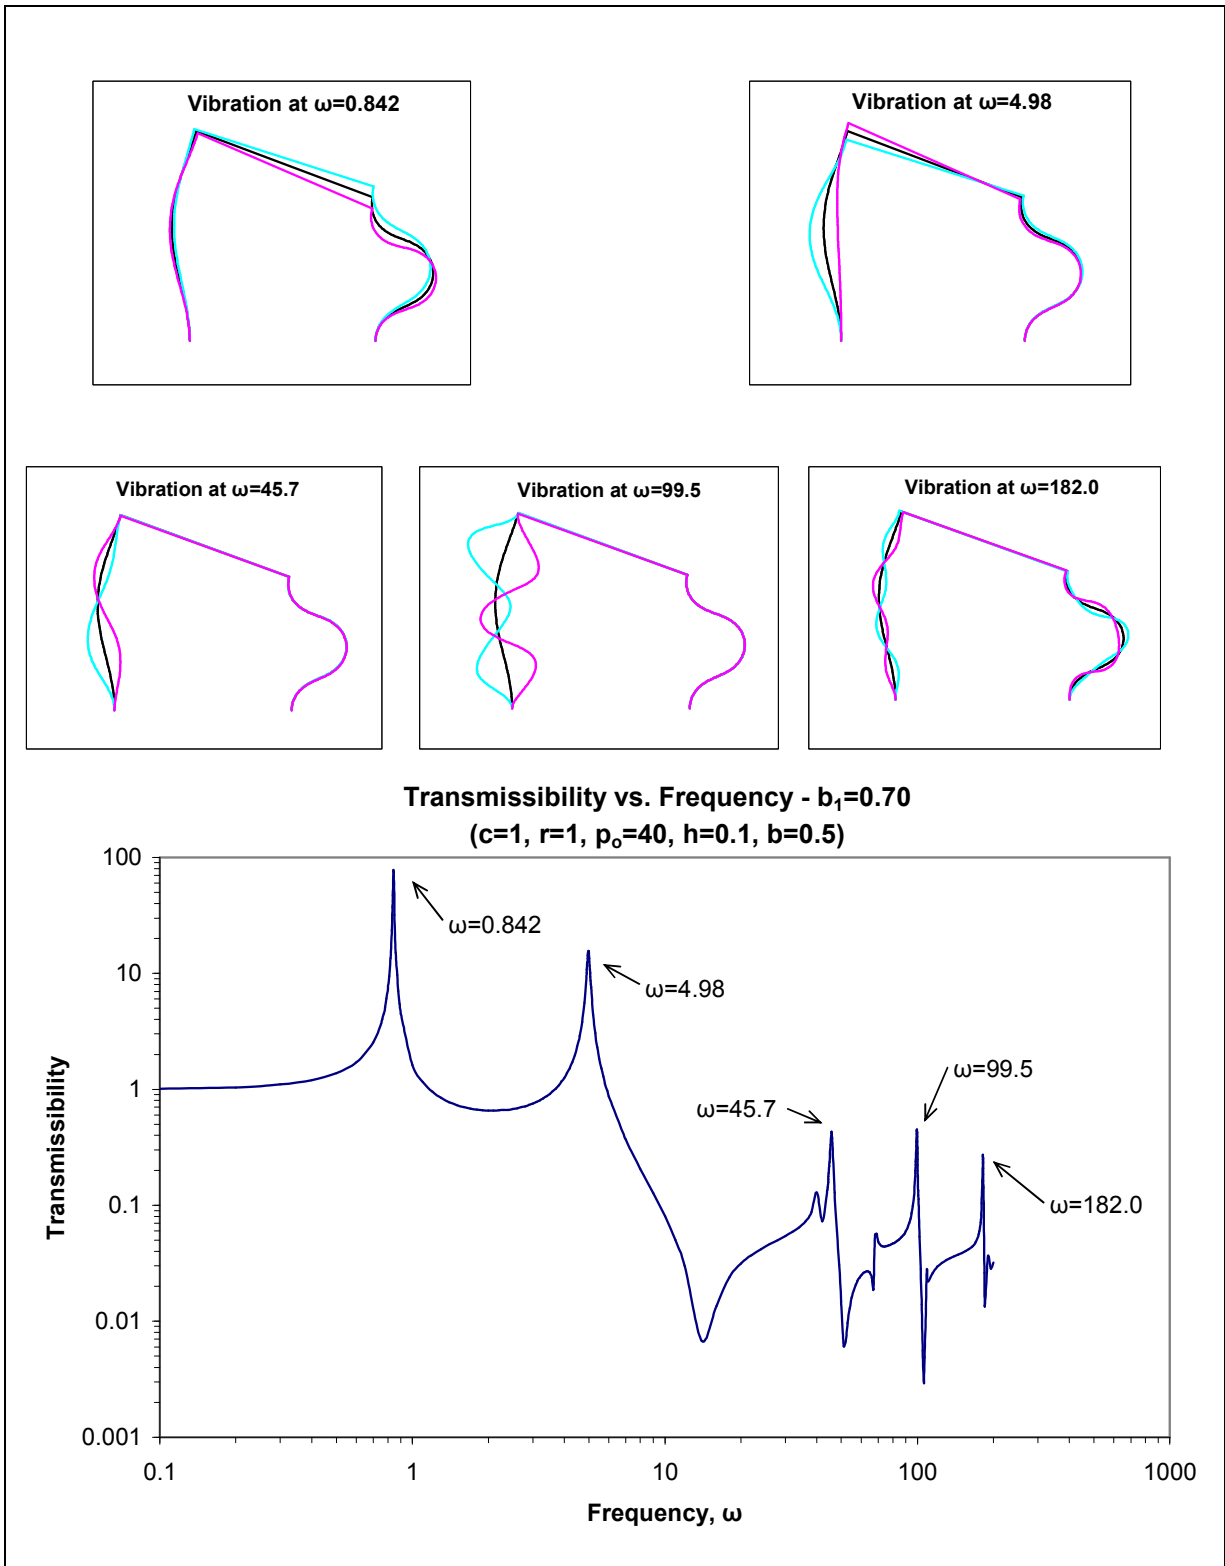 Vibration at ω=0.842
Vibration at ω=4.98
Vibration at ω=45.7
Vibration at ω=99.5
Vibration at ω=182.0
Transmissibility vs. Frequency - b₁=0.70
(c=1, r=1, pₒ=40, h=0.1, b=0.5)
100
10
1
0.1
0.01
0.001
Transmissibility
ω=0.842
ω=4.98
ω=45.7
ω=99.5
ω=182.0
0.1
1
10
100
1000
Frequency, ω